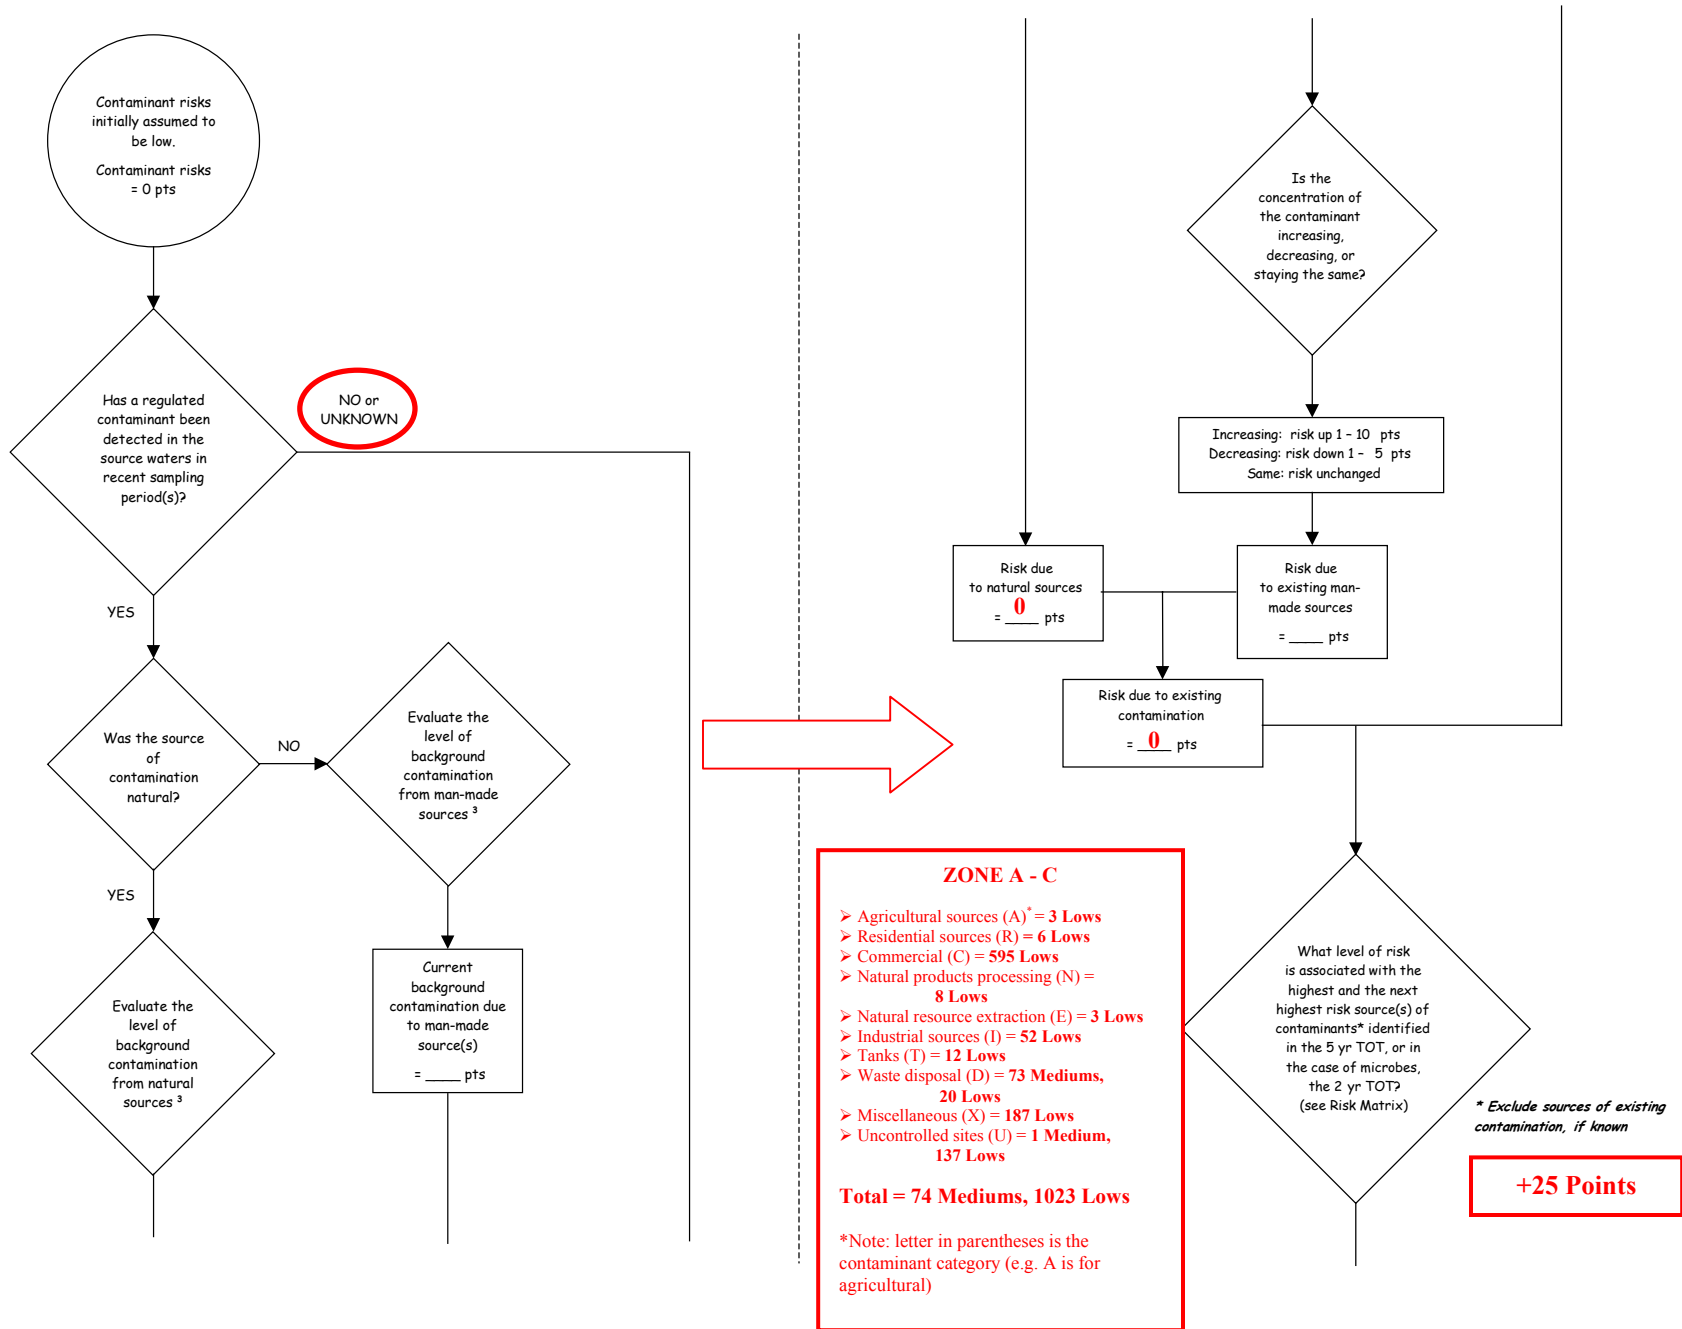 Contaminant risks
initially assumed to
be low.
Contaminant risks
= 0 pts
Has a regulated
contaminant been
detected in the
source waters in
recent sampling
period(s)?
NO or
UNKNOWN
YES
Was the source
of
contamination
natural?
NO
Evaluate the
level of
background
contamination
from man-made
sources ³
YES
Evaluate the
level of
background
contamination
from natural
sources ³
Current
background
contamination due
to man-made
source(s)
= ____ pts
Is the
concentration of
the contaminant
increasing,
decreasing, or
staying the same?
Increasing: risk up 1 – 10 pts
Decreasing: risk down 1 – 5 pts
Same: risk unchanged
Risk due
to natural sources
= 0 pts
Risk due
to existing man-
made sources
= ____ pts
Risk due to existing
contamination
= 0 pts
ZONE A - C
➢ Agricultural sources (A)* = 3 Lows
➢ Residential sources (R) = 6 Lows
➢ Commercial (C) = 595 Lows
➢ Natural products processing (N) =
8 Lows
➢ Natural resource extraction (E) = 3 Lows
➢ Industrial sources (I) = 52 Lows
➢ Tanks (T) = 12 Lows
➢ Waste disposal (D) = 73 Mediums,
20 Lows
➢ Miscellaneous (X) = 187 Lows
➢ Uncontrolled sites (U) = 1 Medium,
137 Lows
Total = 74 Mediums, 1023 Lows
*Note: letter in parentheses is the
contaminant category (e.g. A is for
agricultural)
What level of risk
is associated with the
highest and the next
highest risk source(s) of
contaminants* identified
in the 5 yr TOT, or in
the case of microbes,
the 2 yr TOT?
(see Risk Matrix)
* Exclude sources of existing
contamination, if known
+25 Points